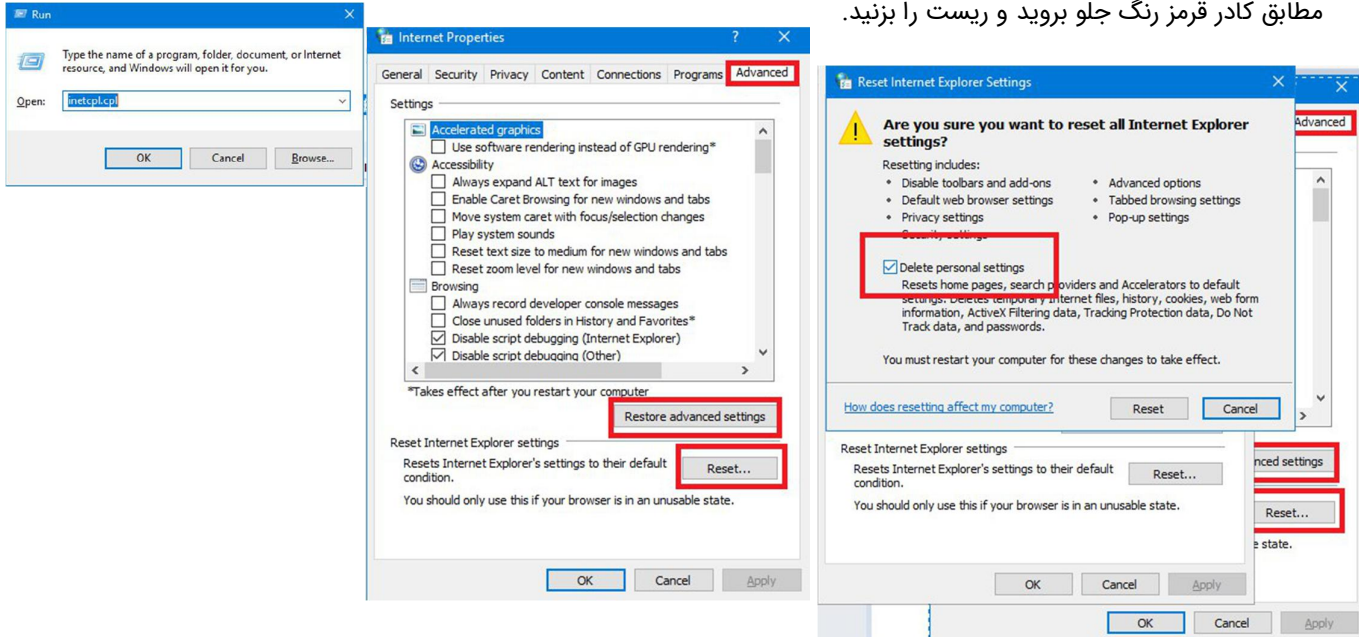 مطابق کادر قرمز رنگ جلو بروید و ریست را بزنید.
Run
Type the name of a program, folder, document, or Internet
resource, and Windows will open it for you.
Open:
inetcpl.cpl
OK
Cancel
Browse...
Internet Properties
General
Security
Privacy
Content
Connections
Programs
Advanced
Settings
Accelerated graphics
Use software rendering instead of GPU rendering*
Accessibility
Always expand ALT text for images
Enable Caret Browsing for new windows and tabs
Move system caret with focus/selection changes
Play system sounds
Reset text size to medium for new windows and tabs
Reset zoom level for new windows and tabs
Browsing
Always record developer console messages
Close unused folders in History and Favorites*
Disable script debugging (Internet Explorer)
Disable script debugging (Other)
*Takes effect after you restart your computer
Restore advanced settings
Reset Internet Explorer settings
Resets Internet Explorer's settings to their default
condition.
Reset...
You should only use this if your browser is in an unusable state.
OK
Cancel
Apply
Reset Internet Explorer Settings
Are you sure you want to reset all Internet Explorer
settings?
Resetting includes:
Disable toolbars and add-ons
Default web browser settings
Privacy settings
Security settings
Advanced options
Tabbed browsing settings
Pop-up settings
Delete personal settings
Resets home pages, search providers and Accelerators to default
settings. Deletes temporary Internet files, history, cookies, web form
information, ActiveX Filtering data, Tracking Protection data, Do Not
Track data, and passwords.
You must restart your computer for these changes to take effect.
How does resetting affect my computer?
Reset
Cancel
Reset Internet Explorer settings
Resets Internet Explorer's settings to their default
condition.
Reset...
You should only use this if your browser is in an unusable state.
OK
Cancel
Apply
Advanced
nced settings
Reset...
e state.
OK
Cancel
Apply